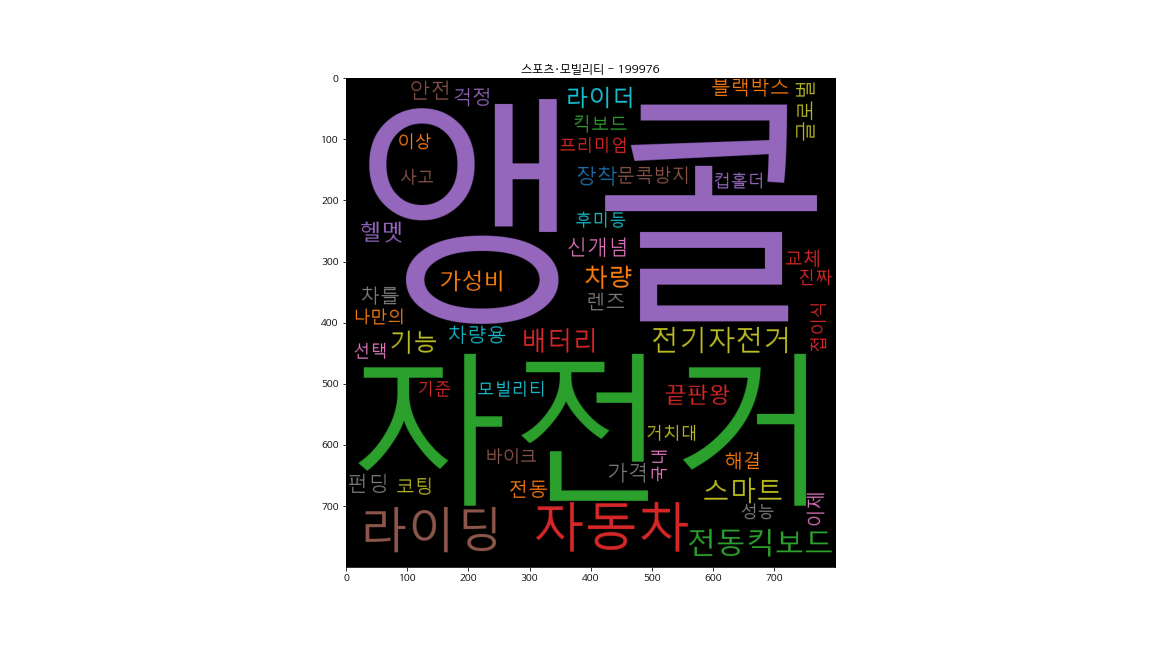 스포츠·모빌리티 - 199976
안전
걱정
라이더
블랙박스
글로벌
킥보드
프리미엄
이상
사고
앵콜
장착
문콕방지
컵홀더
헬멧
후미등
신개념
교체
진짜
가성비
차량
렌즈
차를
나만의
접이식
차량용
기능
선택
배터리
전기자전거
자전거
기준
모빌리티
끝판왕
거치대
바이크
국내
해결
가격
펀딩
코팅
전동
스마트
성능
이제
라이딩
자동차
전동킥보드
0
100
200
300
400
500
600
700
0 100 200 300 400 500 600 700